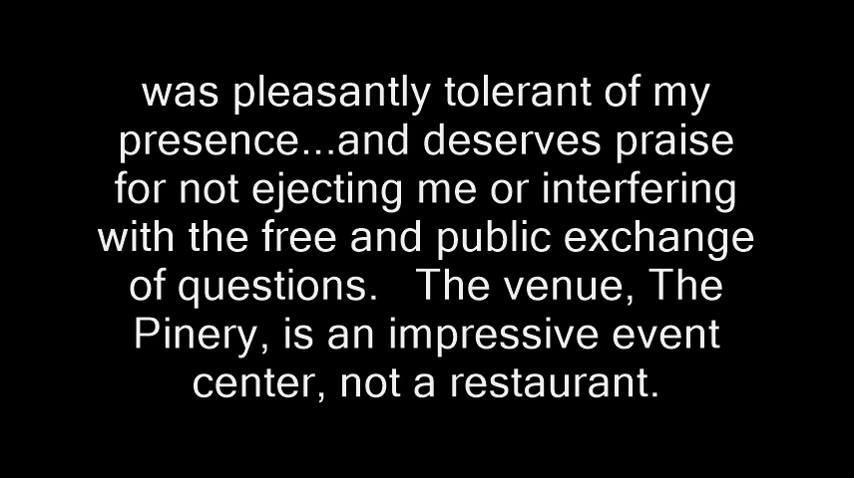 was pleasantly tolerant of my
presence...and deserves praise
for not ejecting me or interfering
with the free and public exchange
of questions.   The venue, The
Pinery, is an impressive event
center, not a restaurant.